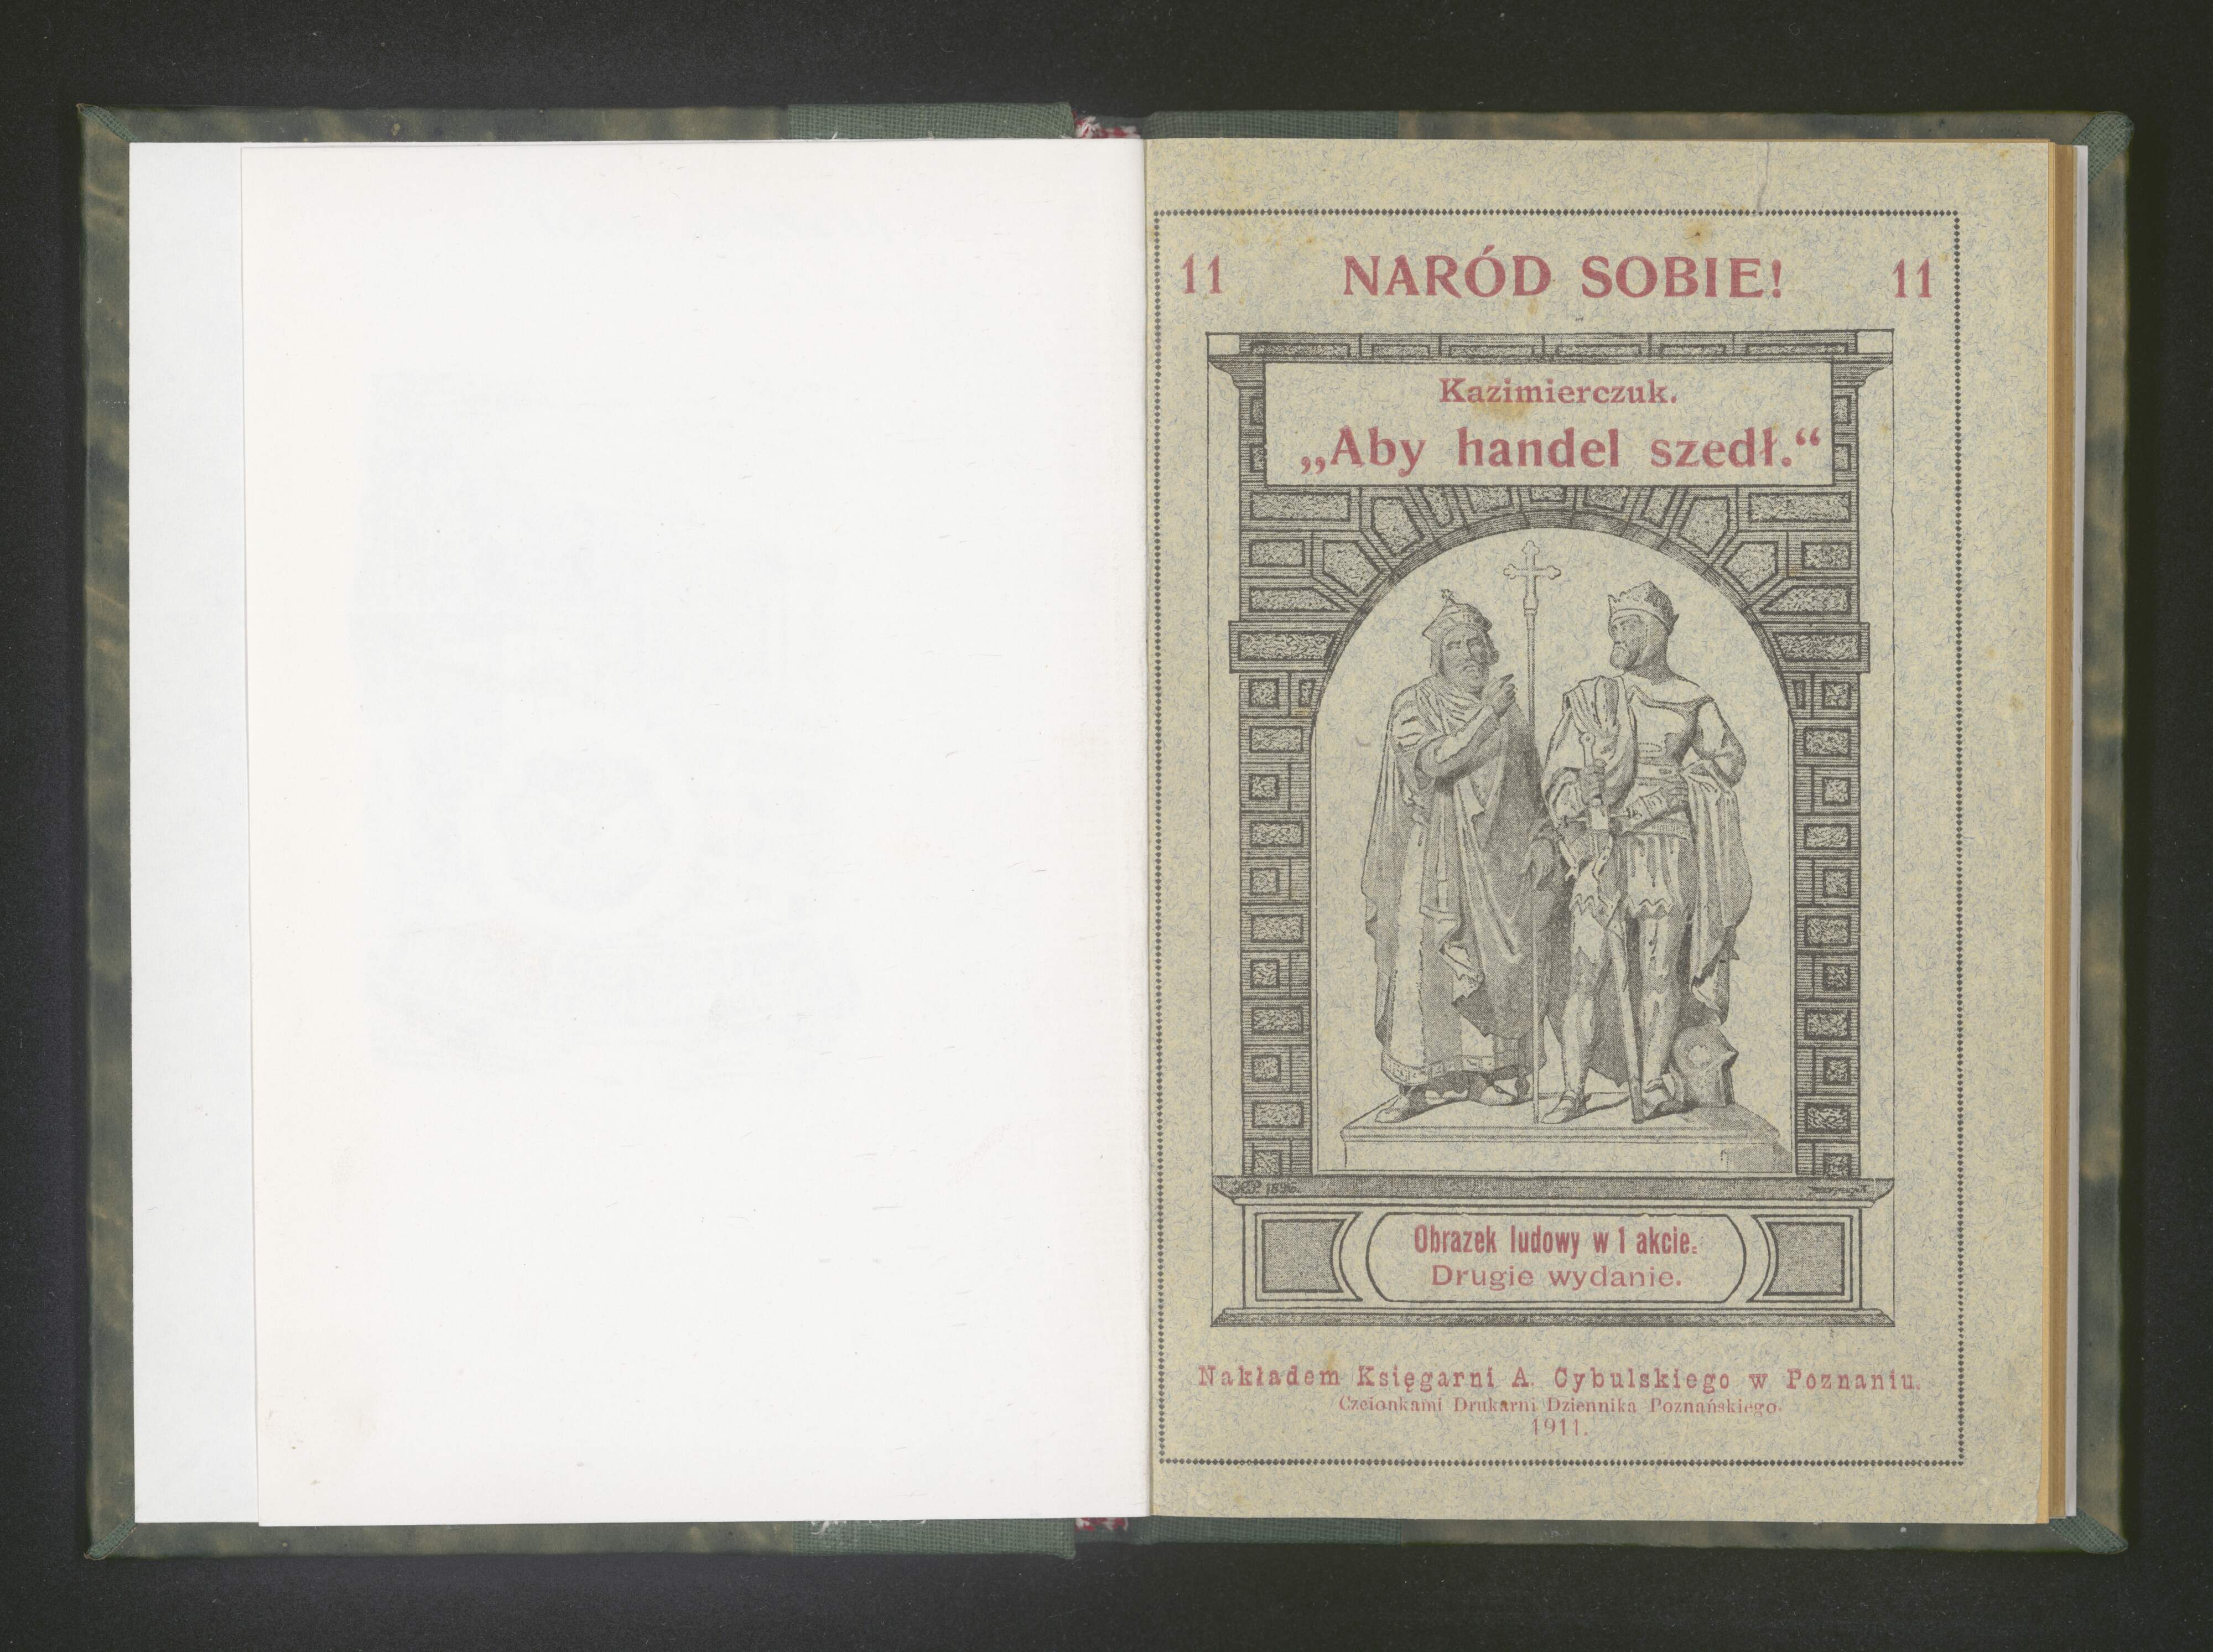 11 NARÓD SOBIE! 11
Kazimierczuk.
„Aby handel szedł.“
1896.
Obrazek ludowy w 1 akcie.
Drugie wydanie.
Nakładem Księgarni A. Cybulskiego w Poznaniu.
Czcionkami Drukarni Dziennika Poznańskiego.
1911.